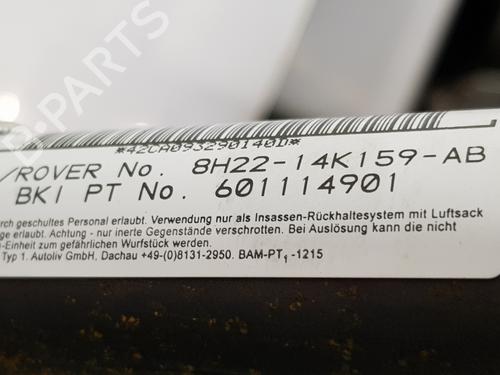 B-PARTS
*42CA093290140D*
/ROVER No. 8H22-14K159-AB
BKI PT No. 601114901
durch geschultes Personal erlaubt. Verwendung nur als Insassen-Rückhaltesystem mit Luftsack
ge erlaubt. Achtung - nur inerte Gegenstände verschrotten. Bei Auslösung kann die nicht
-Einheit zum gefährlichen Wurfstück werden.
Typ 1. Autoliv GmbH, Dachau +49-(0)8131-2950. BAM-PT₁ -1215